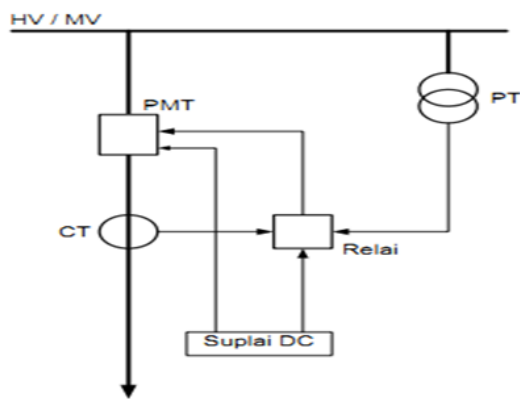 HV / MV
PMT
PT
CT
Relai
Suplai DC